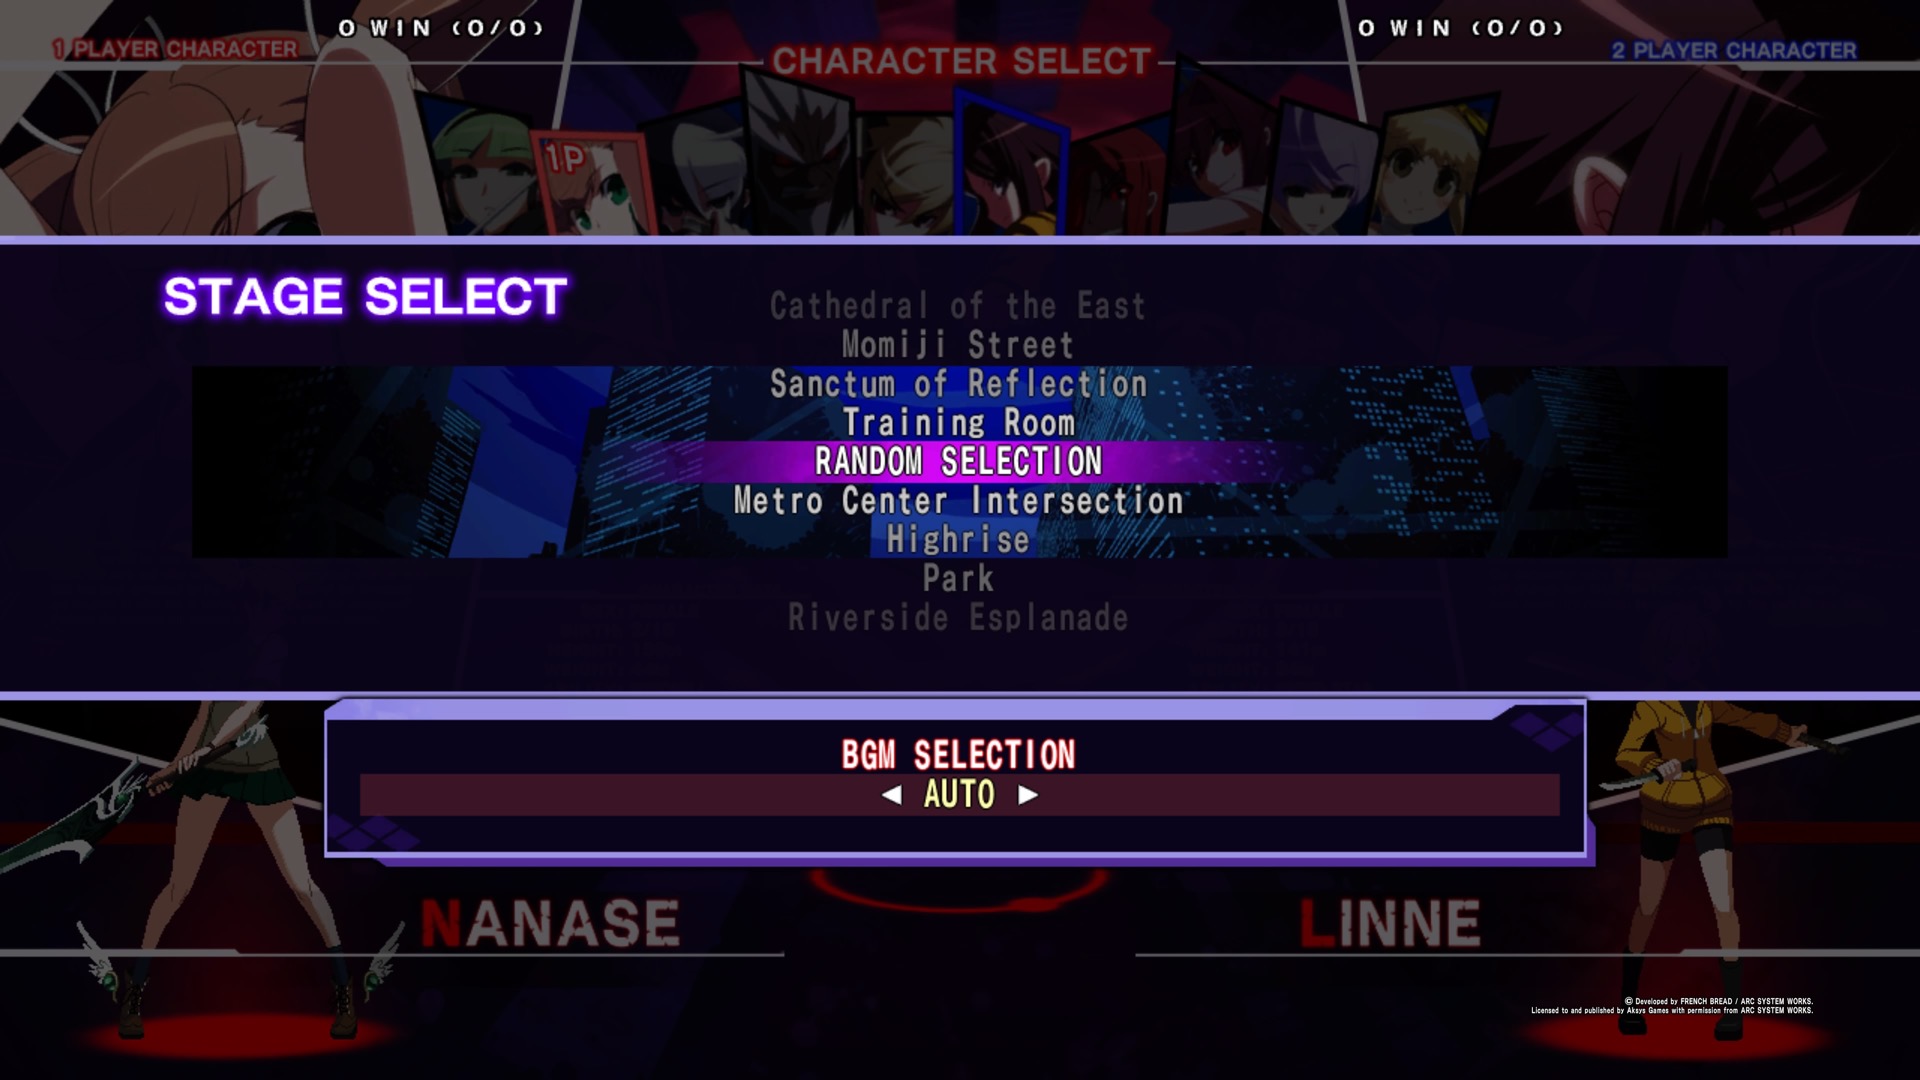 1 PLAYER CHARACTER
0 WIN (0/0)
CHARACTER SELECT
0 WIN (0/0)
2 PLAYER CHARACTER
1P
STAGE SELECT
Cathedral of the East
Momiji Street
Sanctum of Reflection
Training Room
RANDOM SELECTION
Metro Center Intersection
Highrise
Park
Riverside Esplanade
BGM SELECTION
◀ AUTO ▶
NANASE
LINNE
© Developed by FRENCH BREAD / ARC SYSTEM WORKS.
Licensed to and published by Aksys Games with permission from ARC SYSTEM WORKS.